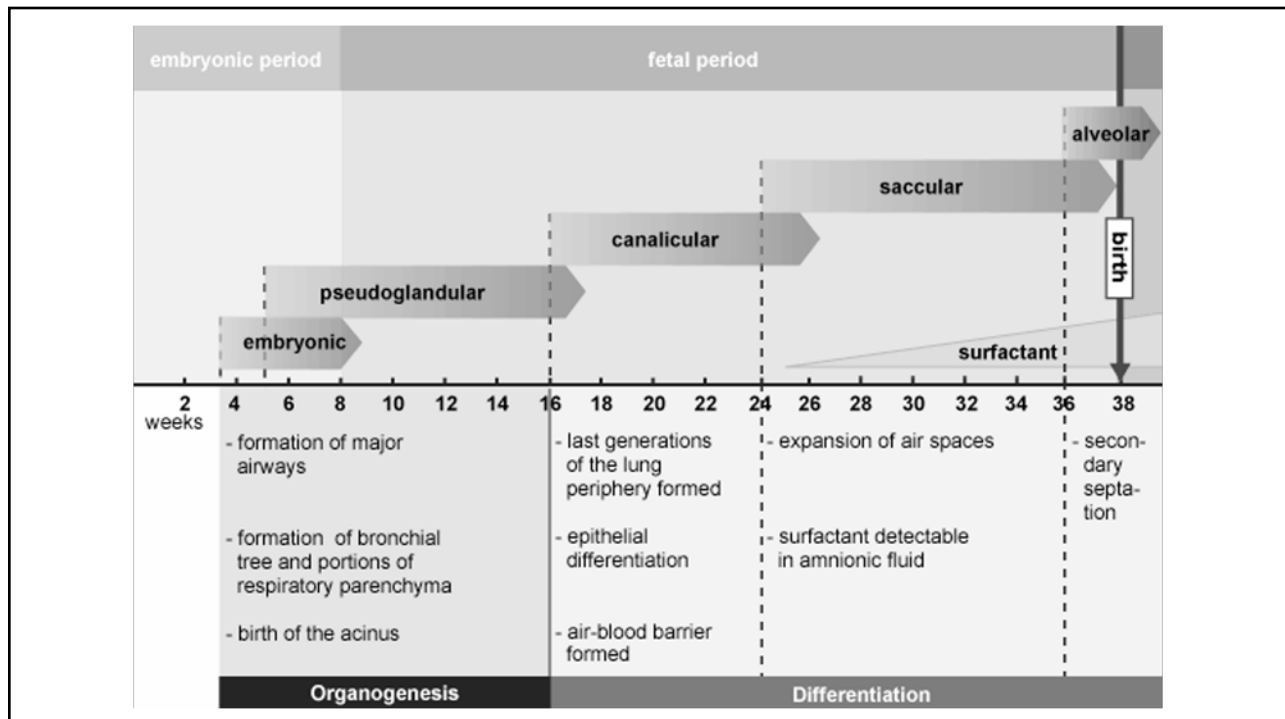 embryonic period
fetal period
alveolar
saccular
canalicular
pseudoglandular
embryonic
birth
surfactant
2 4 6 8 10 12 14 16 18 20 22 24 26 28 30 32 34 36 38
weeks
- formation of major
airways
- formation of bronchial
tree and portions of
respiratory parenchyma
- birth of the acinus
- last generations
of the lung
periphery formed
- epithelial
differentiation
- air-blood barrier
formed
- expansion of air spaces
- surfactant detectable
in amnionic fluid
- secon-
dary
septa-
tion
Organogenesis
Differentiation